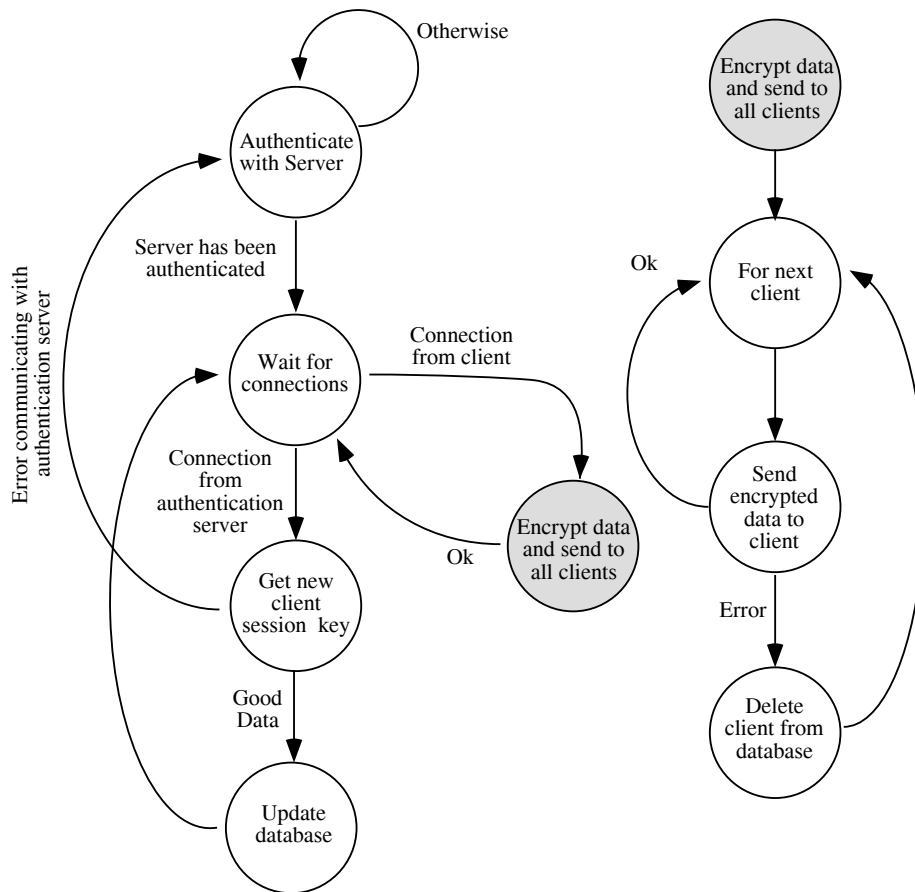 Otherwise
Authenticate
with Server
Server has been
authenticated
Error communicating with
authentication server
Wait for
connections
Connection
from client
Connection
from
authentication
server
Encrypt data
and send to
all clients
Ok
Get new
client
session key
Good
Data
Update
database
Encrypt data
and send to
all clients
Ok
For next
client
Send
encrypted
data to
client
Error
Delete
client from
database